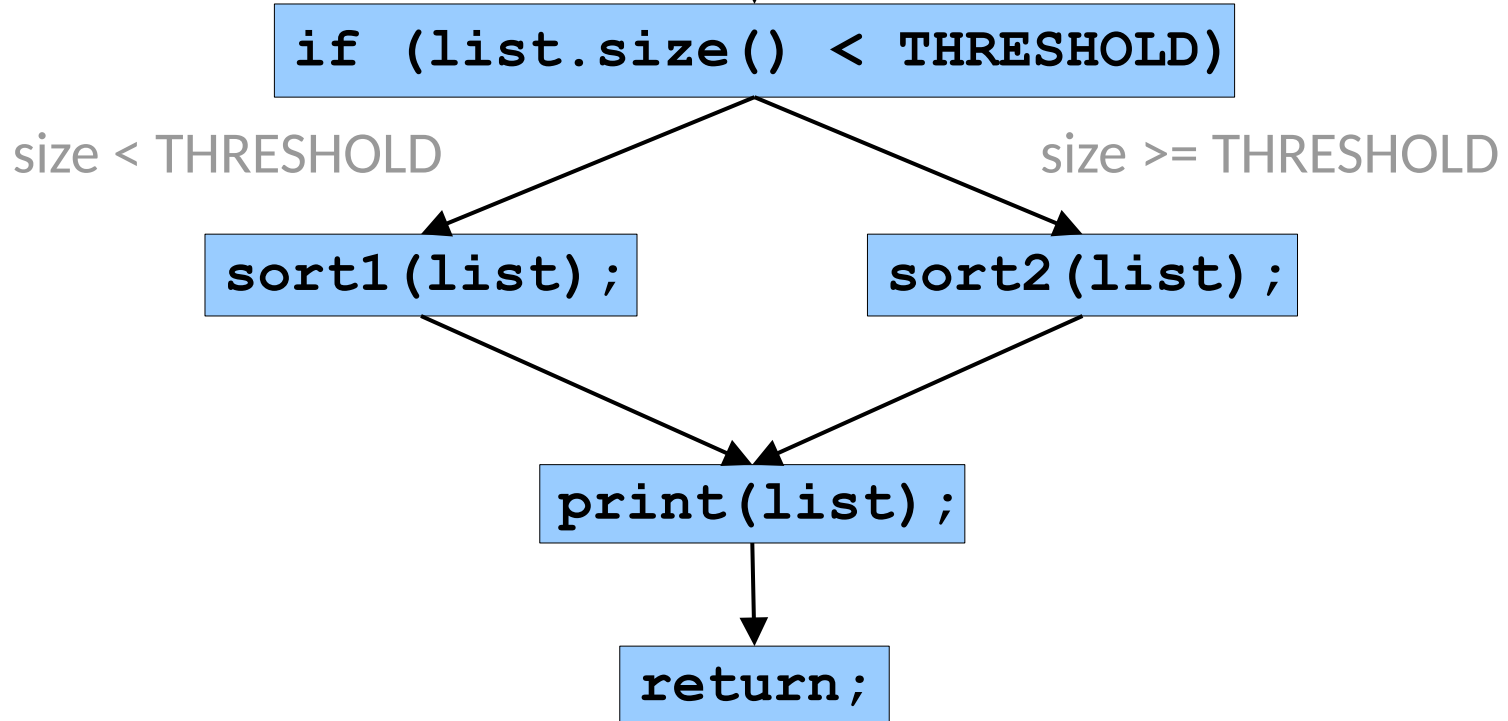 if (list.size() < THRESHOLD)
size < THRESHOLD
size >= THRESHOLD
sort1(list);
sort2(list);
print(list);
return;